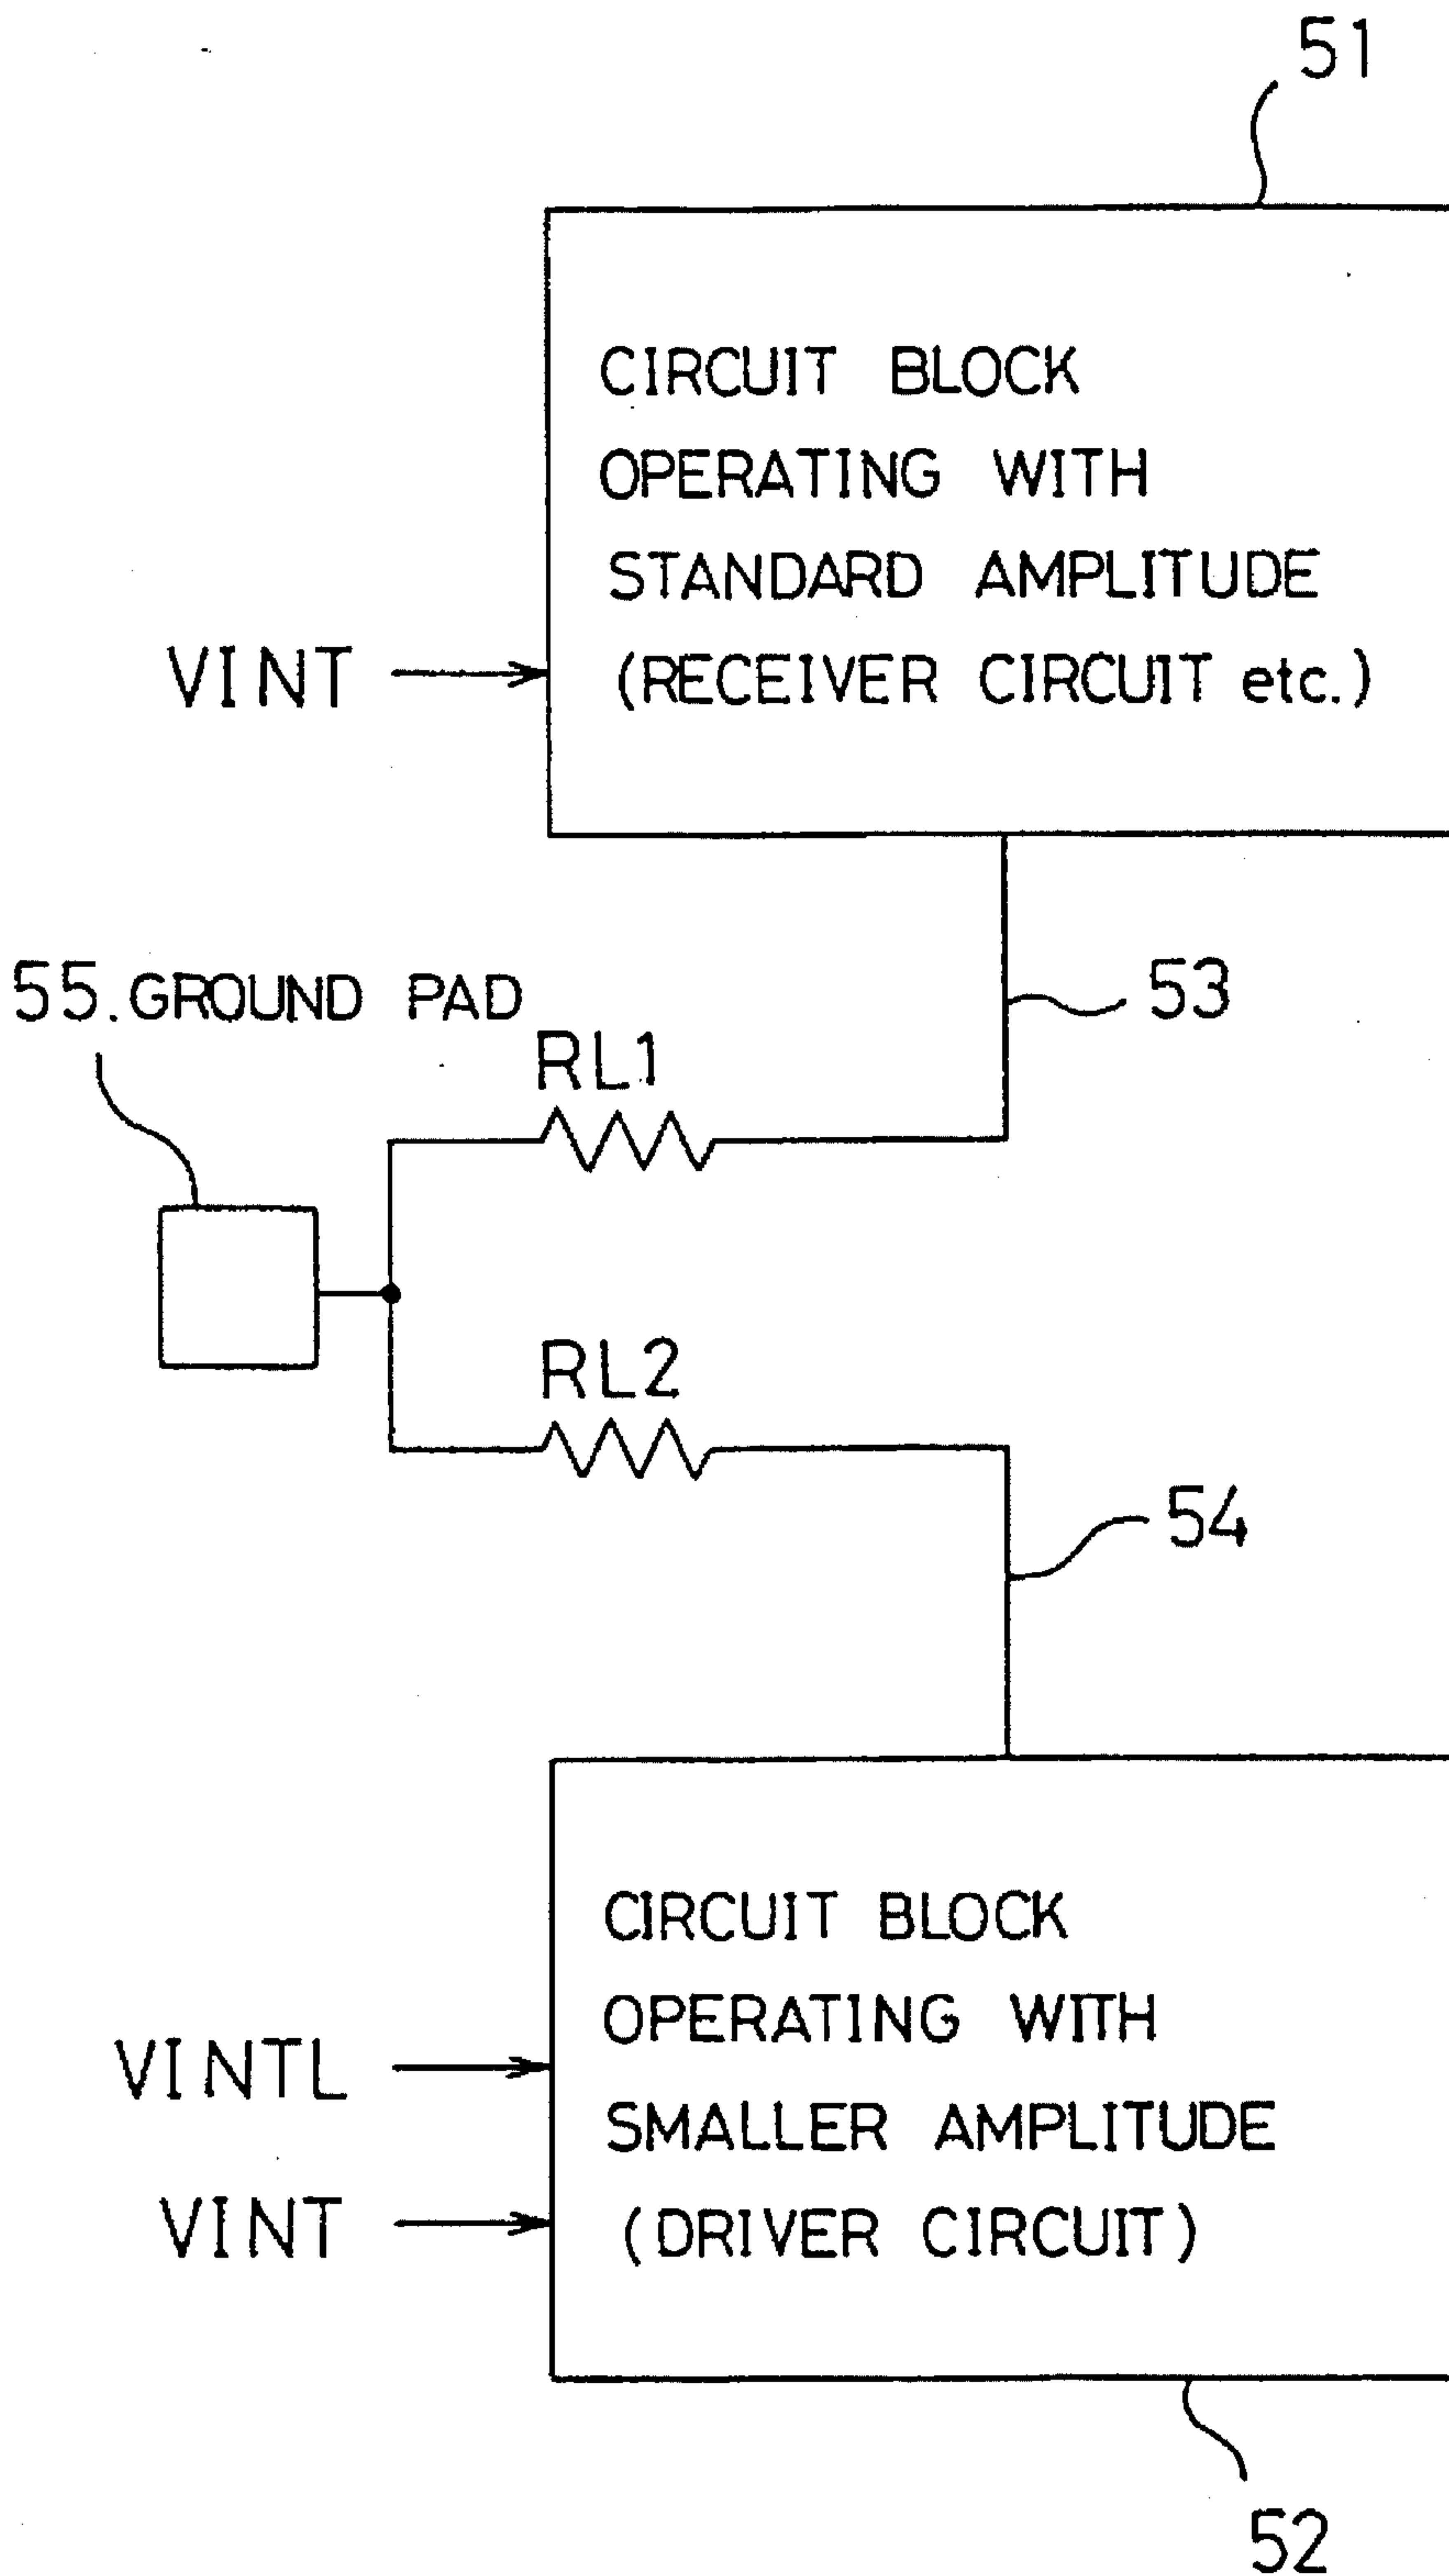 51
CIRCUIT BLOCK
OPERATING WITH
STANDARD AMPLITUDE
(RECEIVER CIRCUIT etc.)
VINT
53
55.GROUND PAD
RL1
RL2
54
CIRCUIT BLOCK
OPERATING WITH
SMALLER AMPLITUDE
(DRIVER CIRCUIT)
VINTL
VINT
52